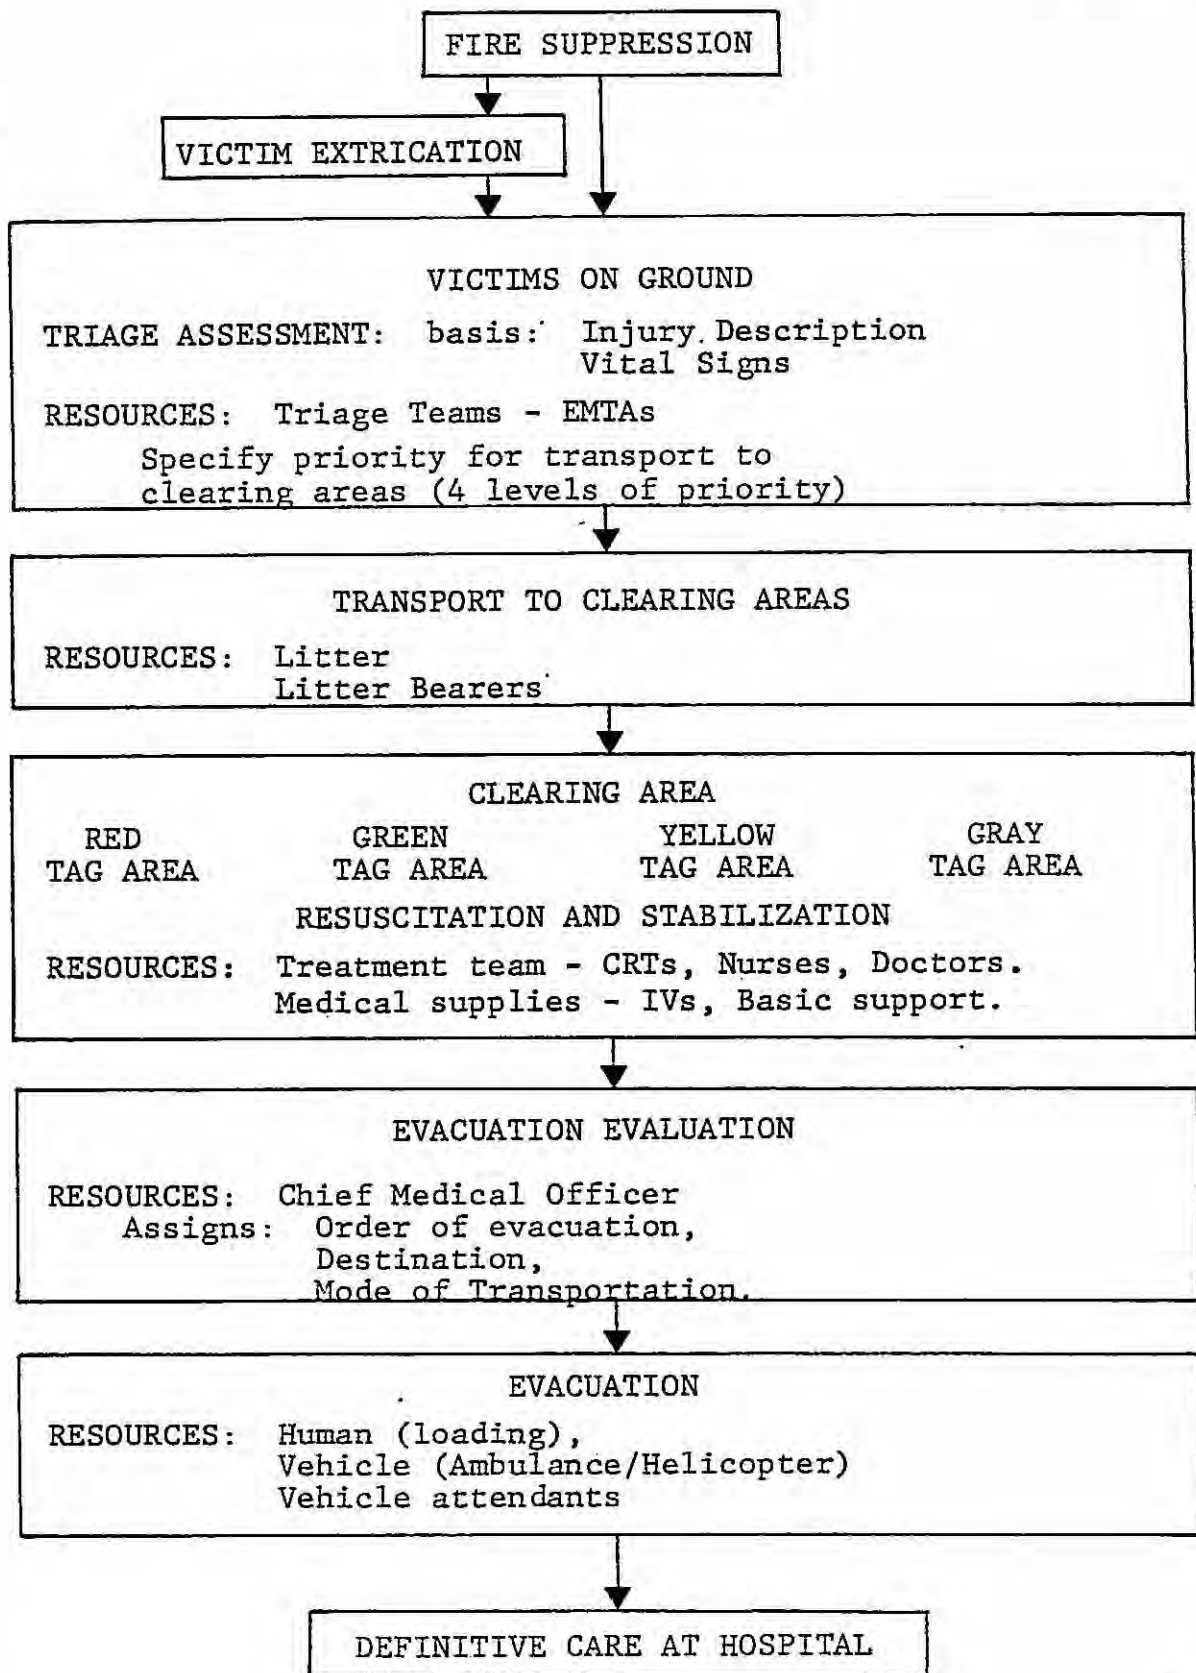 FIRE SUPPRESSION
VICTIM EXTRICATION
VICTIMS ON GROUND
TRIAGE ASSESSMENT: basis: Injury Description
Vital Signs
RESOURCES: Triage Teams - EMTAs
Specify priority for transport to
clearing areas (4 levels of priority)
TRANSPORT TO CLEARING AREAS
RESOURCES: Litter
Litter Bearers
CLEARING AREA
RED GREEN YELLOW GRAY
TAG AREA TAG AREA TAG AREA TAG AREA
RESUSCITATION AND STABILIZATION
RESOURCES: Treatment team - CRTs, Nurses, Doctors.
Medical supplies - IVs, Basic support.
EVACUATION EVALUATION
RESOURCES: Chief Medical Officer
Assigns: Order of evacuation,
Destination,
Mode of Transportation.
EVACUATION
RESOURCES: Human (loading),
Vehicle (Ambulance/Helicopter)
Vehicle attendants
DEFINITIVE CARE AT HOSPITAL